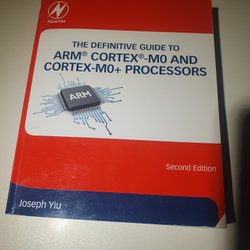 Newnes
THE DEFINITIVE GUIDE TO
ARM® CORTEX®-M0 AND
CORTEX-M0+ PROCESSORS
ARM
Second Edition
Joseph Yiu